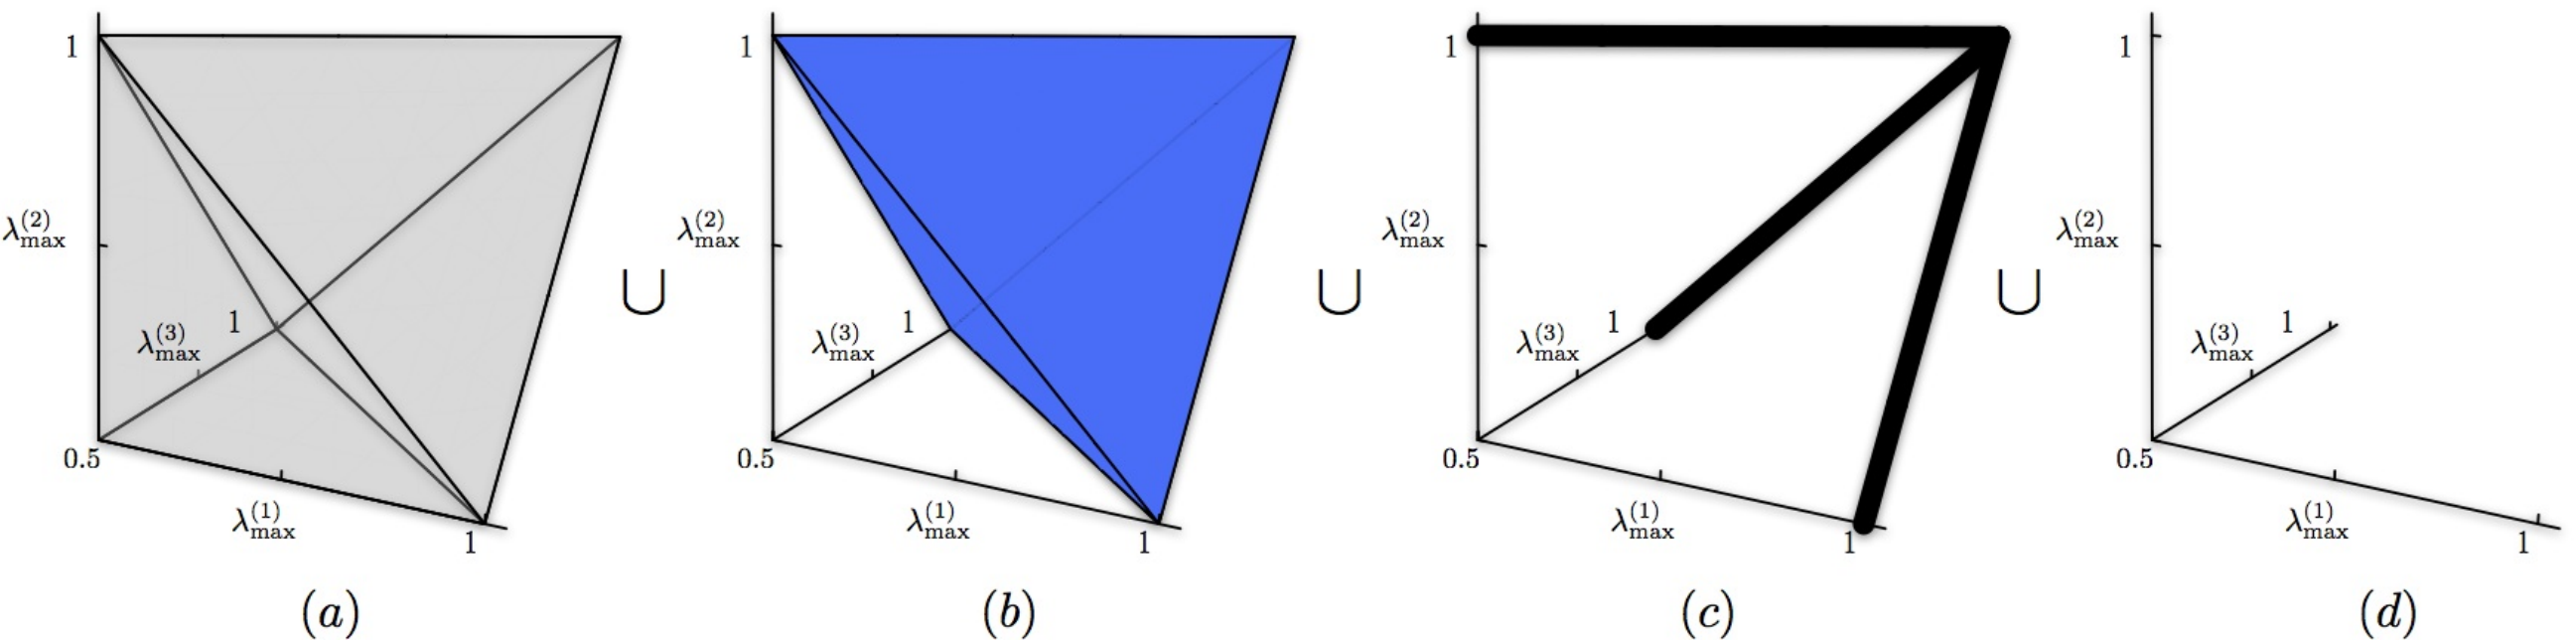 1
λ_max^(2)
λ_max^(3)
1
0.5
λ_max^(1)
1
(a)
∪
1
λ_max^(2)
λ_max^(3)
1
0.5
λ_max^(1)
1
(b)
∪
1
λ_max^(2)
λ_max^(3)
1
0.5
λ_max^(1)
1
(c)
∪
1
λ_max^(2)
λ_max^(3)
1
0.5
λ_max^(1)
1
(d)